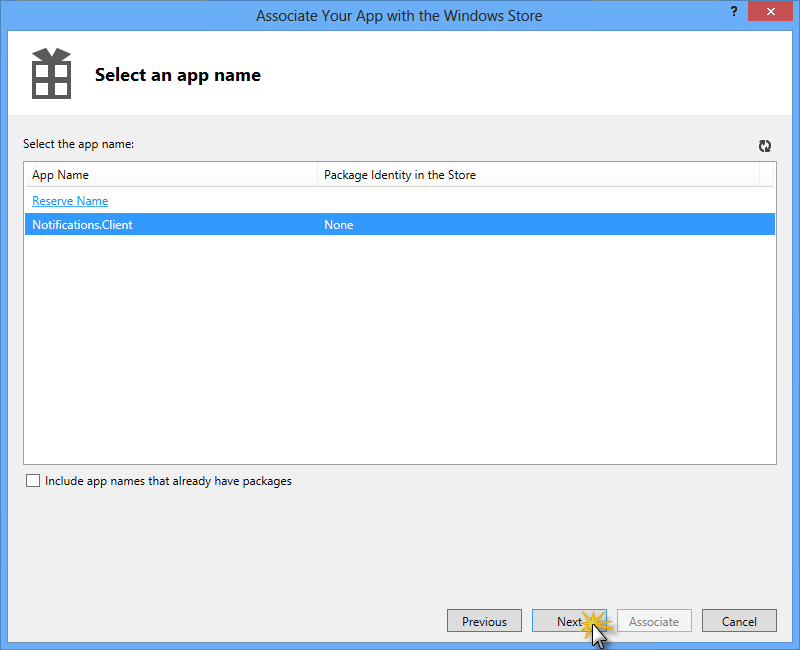 Associate Your App with the Windows Store
?
Select an app name
Select the app name:
App Name Package Identity in the Store
Reserve Name
Notifications.Client None
Include app names that already have packages
Previous Next Associate Cancel